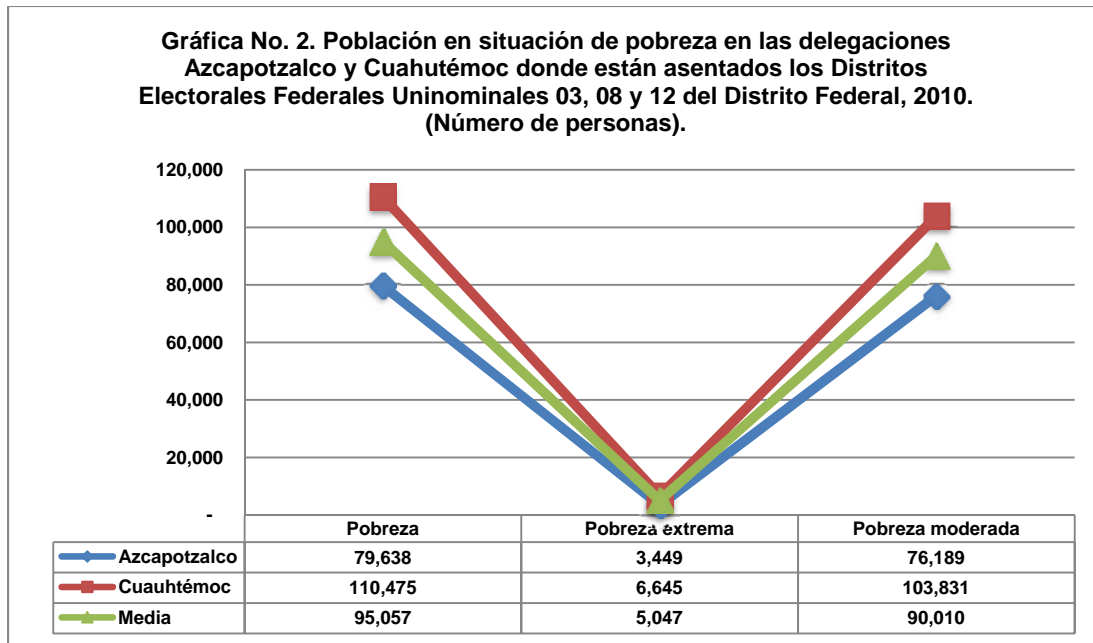 Gráfica No. 2. Población en situación de pobreza en las delegaciones
Azcapotzalco y Cuahutémoc donde están asentados los Distritos
Electorales Federales Uninominales 03, 08 y 12 del Distrito Federal, 2010.
(Número de personas).
120,000
100,000
80,000
60,000
40,000
20,000
-
Pobreza Pobreza extrema Pobreza moderada
Azcapotzalco 79,638 3,449 76,189
Cuauhtémoc 110,475 6,645 103,831
Media 95,057 5,047 90,010